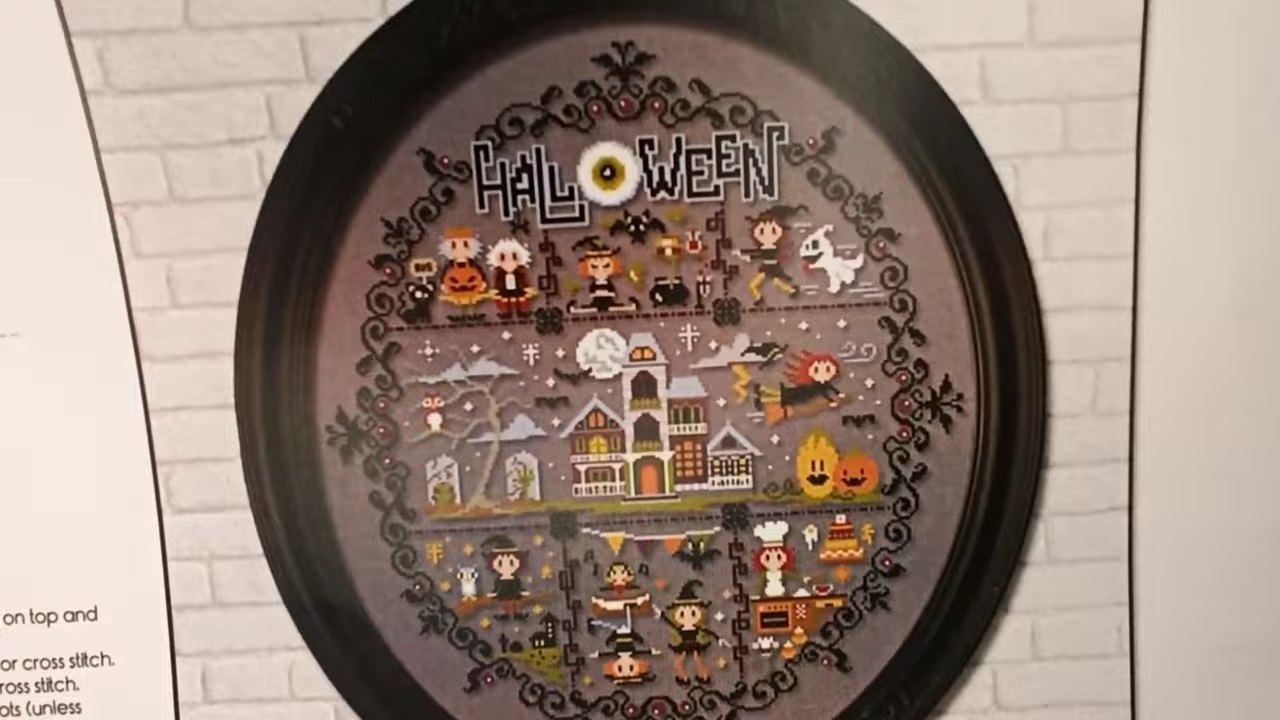 HALLOWEEN
on top and
or cross stitch.
ross stitch.
ots (unless